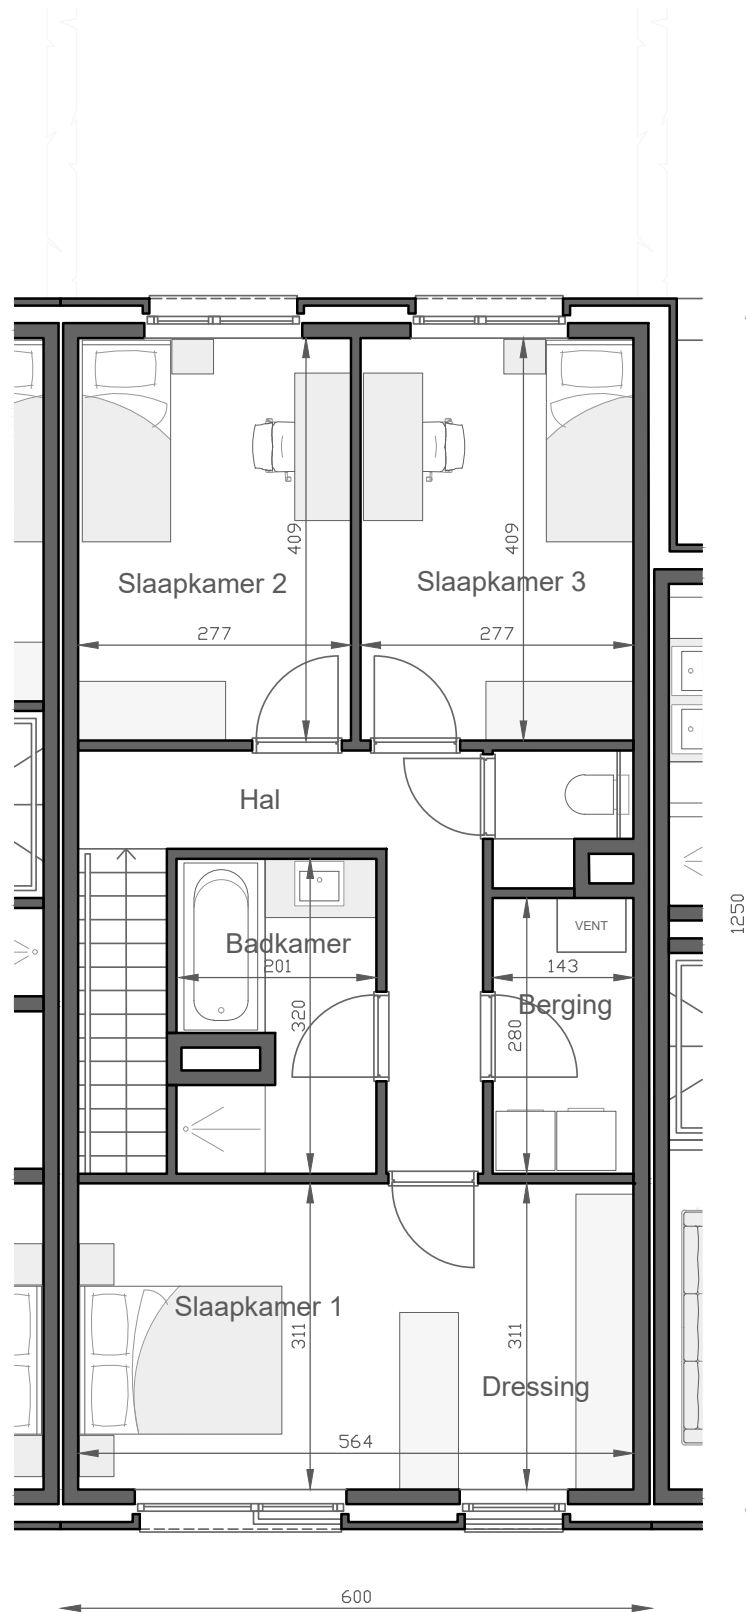 409
409
Slaapkamer 2
Slaapkamer 3
277
277
Hal
1250
VENT
Badkamer
201
143
Berging
320
280
Slaapkamer 1
311
311
Dressing
564
600